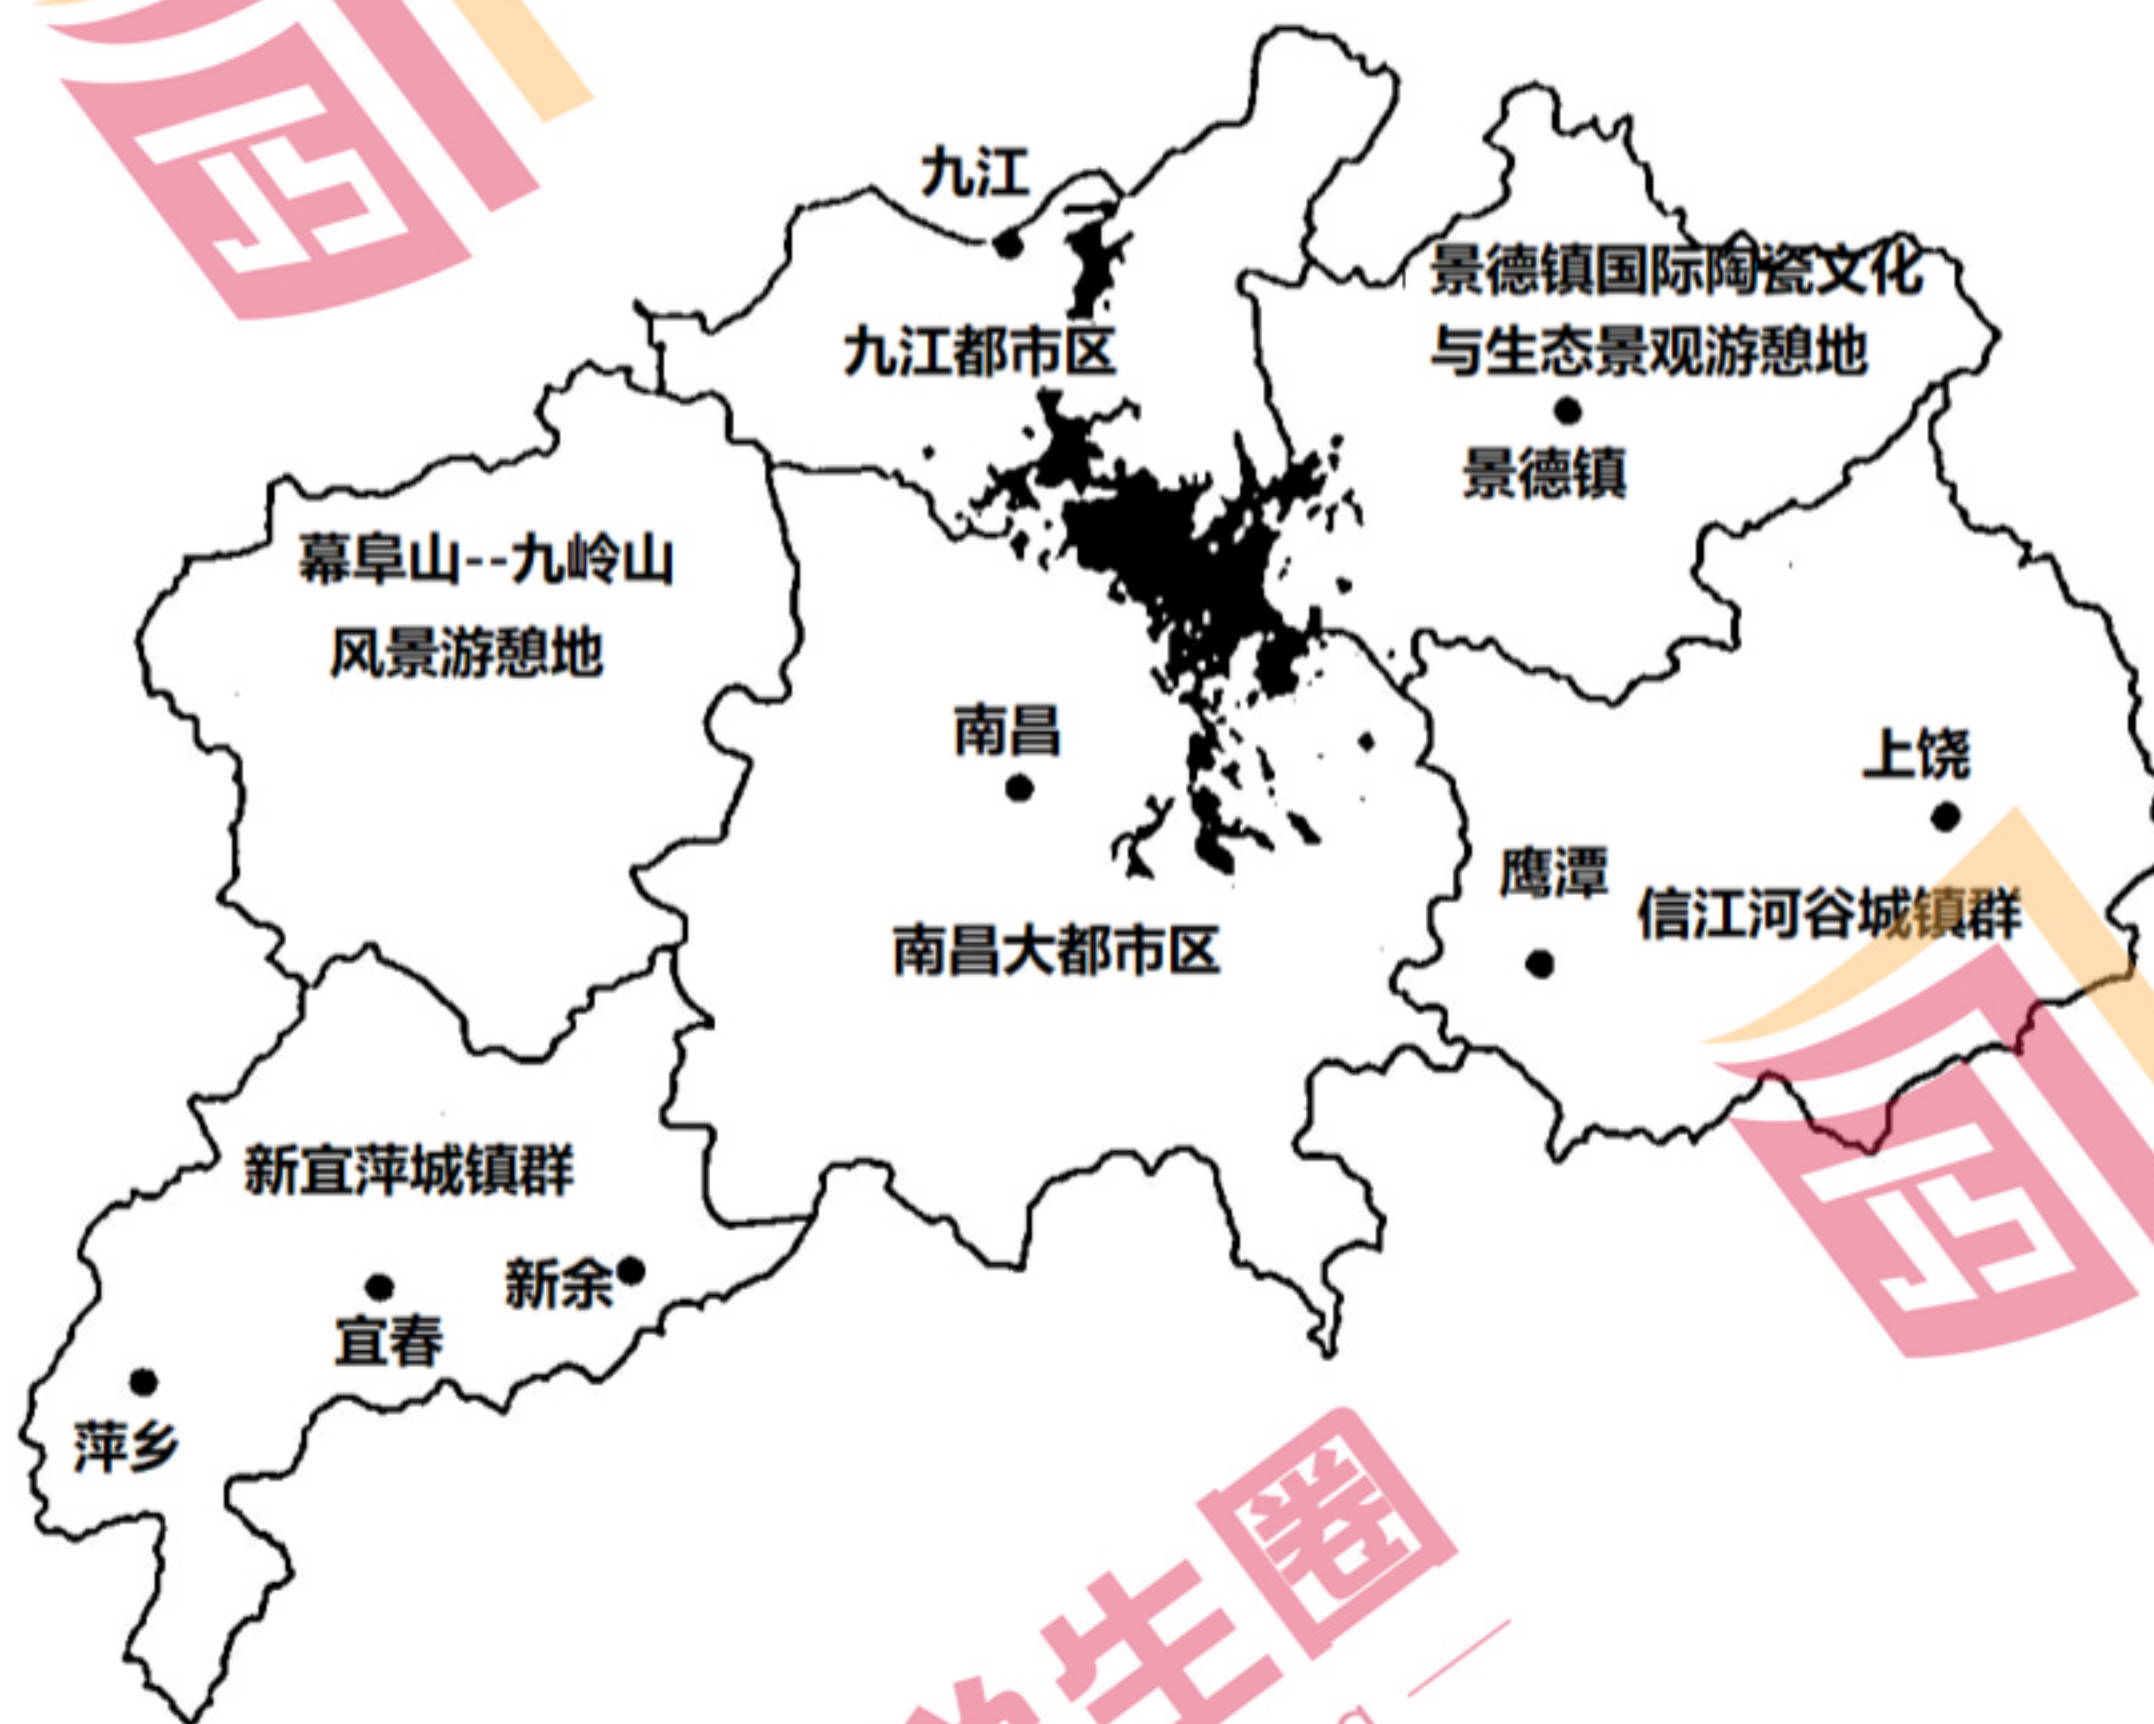 九江
景德镇国际陶瓷文化
与生态景观游憩地
九江都市区
景德镇
幕阜山--九岭山
风景游憩地
南昌
上饶
鹰潭
信江河谷城镇群
南昌大都市区
新宜萍城镇群
新余
宜春
萍乡
生圈